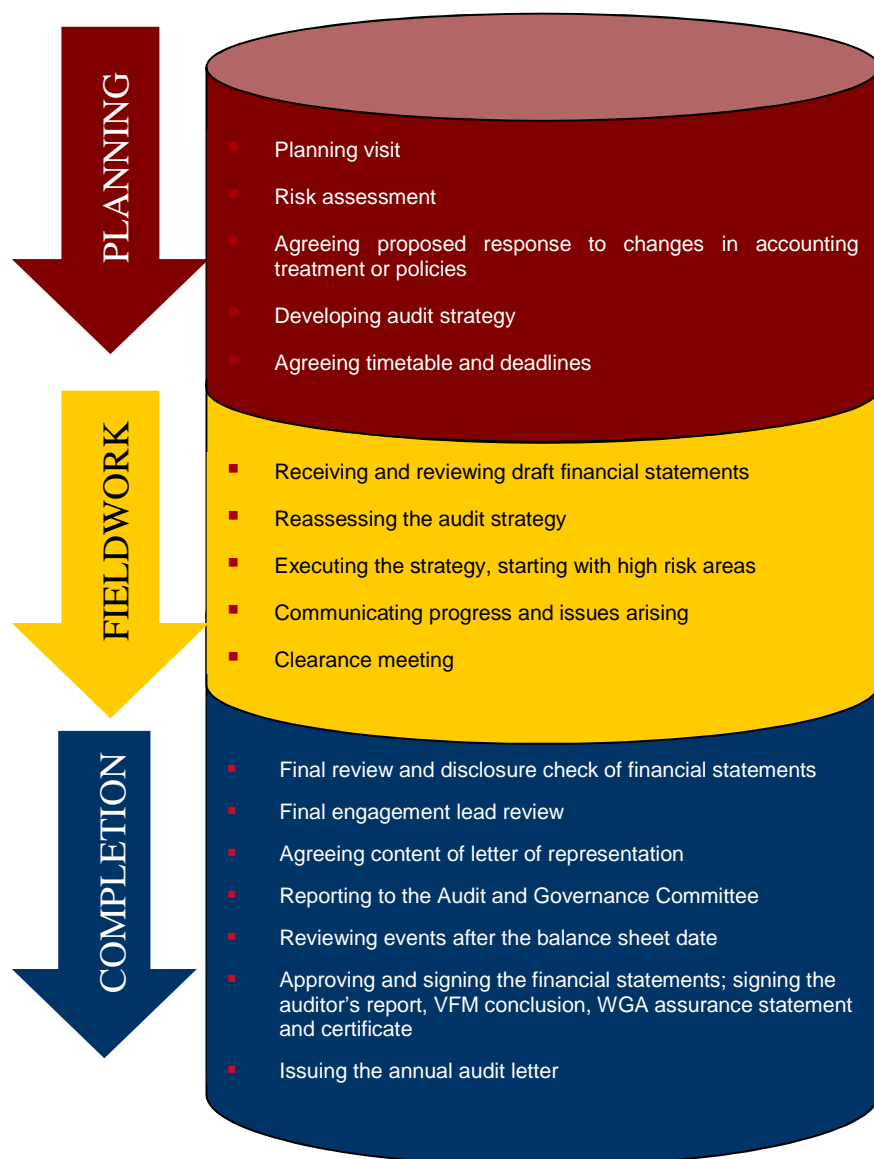 PLANNING
Planning visit
Risk assessment
Agreeing proposed response to changes in accounting
treatment or policies
Developing audit strategy
Agreeing timetable and deadlines
FIELDWORK
Receiving and reviewing draft financial statements
Reassessing the audit strategy
Executing the strategy, starting with high risk areas
Communicating progress and issues arising
Clearance meeting
COMPLETION
Final review and disclosure check of financial statements
Final engagement lead review
Agreeing content of letter of representation
Reporting to the Audit and Governance Committee
Reviewing events after the balance sheet date
Approving and signing the financial statements; signing the
auditor's report, VFM conclusion, WGA assurance statement
and certificate
Issuing the annual audit letter